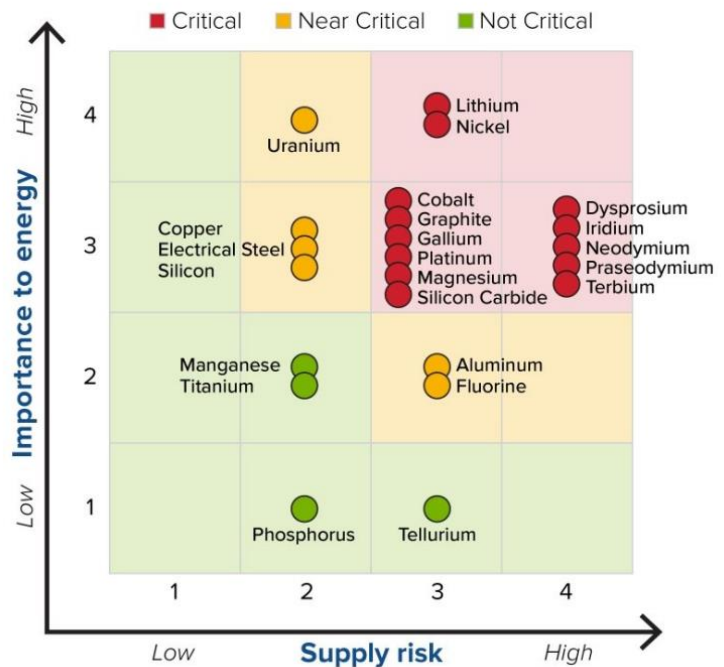 Critical Near Critical Not Critical
High
Importance to energy
Low
4
3
2
1
Uranium
Lithium
Nickel
Copper
Electrical Steel
Silicon
Cobalt
Graphite
Gallium
Platinum
Magnesium
Silicon Carbide
Dysprosium
Iridium
Neodymium
Praseodymium
Terbium
Manganese
Titanium
Aluminum
Fluorine
Phosphorus
Tellurium
1 2 3 4
Low Supply risk High